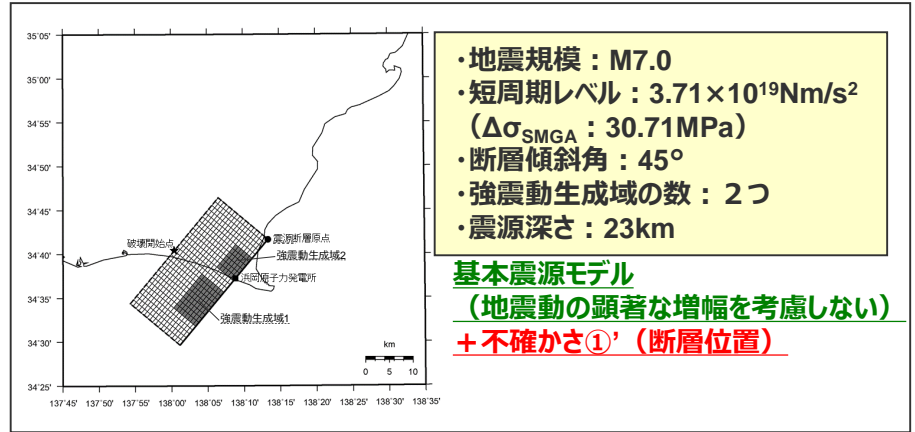 35˚05'
35˚00'
34˚55'
34˚50'
34˚45'
34˚40'
34˚35'
34˚30'
34˚25'
137˚45' 137˚50' 137˚55' 138˚00' 138˚05' 138˚10' 138˚15' 138˚20' 138˚25' 138˚30' 138˚35'
破壊開始点
震源断層原点
強震動生成域2
浜岡原子力発電所
強震動生成域1
km
0 5 10
・地震規模：M7.0
・短周期レベル：3.71×10¹⁹Nm/s²
（Δσ_SMGA：30.71MPa）
・断層傾斜角：45°
・強震動生成域の数：２つ
・震源深さ：23km
基本震源モデル
（地震動の顕著な増幅を考慮しない）
＋不確かさ①’（断層位置）